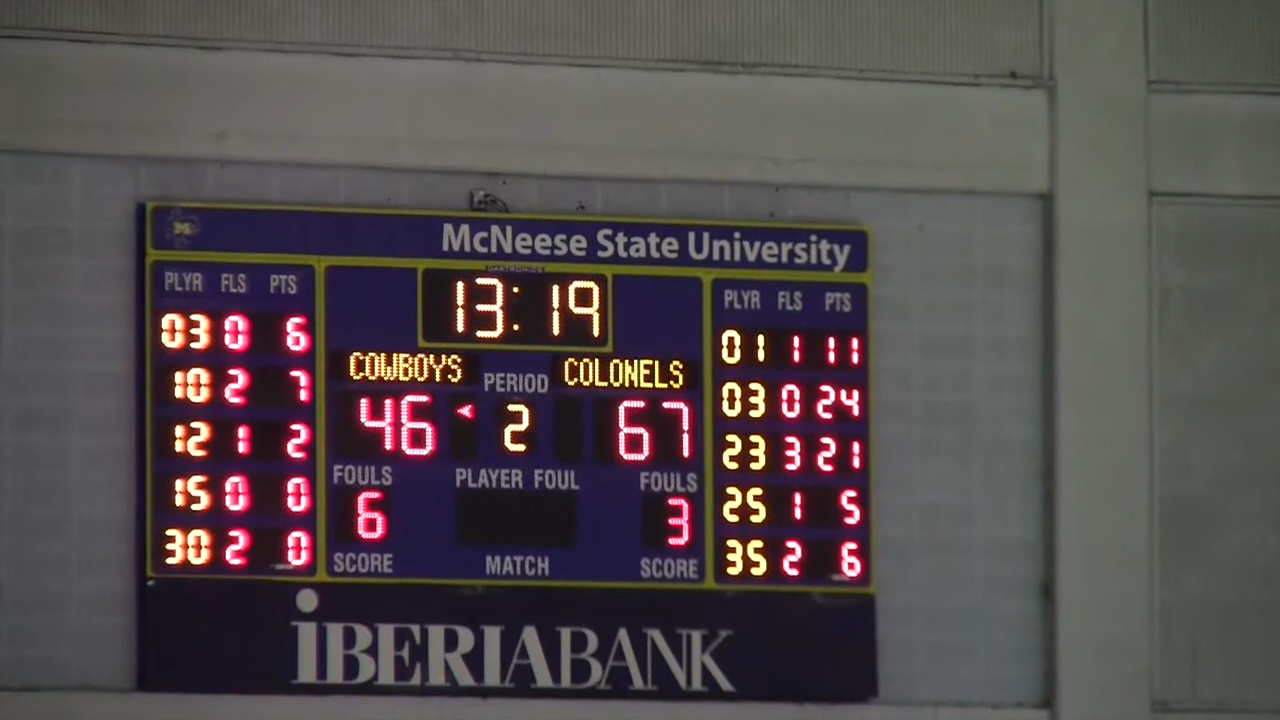 McNeese State University
PLYR FLS PTS
03 0 6
10 2 7
12 1 2
15 0 0
30 2 0
13:19
COWBOYS PERIOD COLONELS
46 2 67
FOULS PLAYER FOUL FOULS
6 3
SCORE MATCH SCORE
PLYR FLS PTS
01 1 11
03 0 24
23 3 21
25 1 5
35 2 6
iBERIABANK